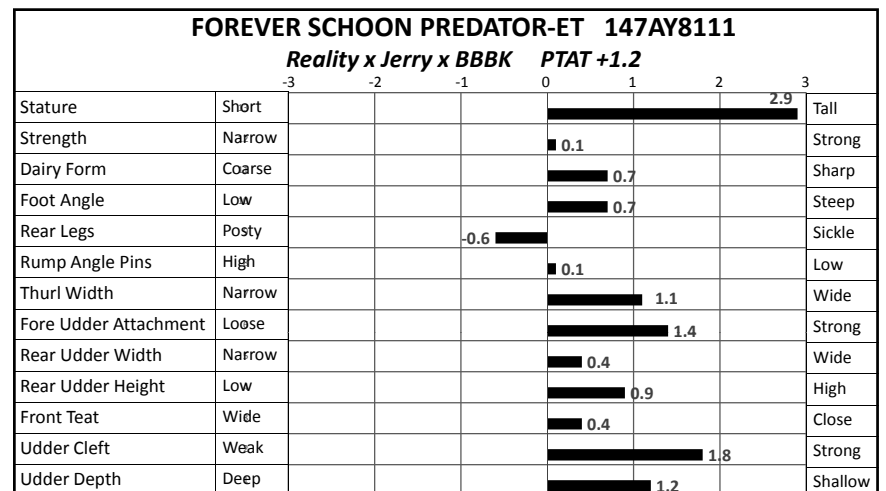 FOREVER SCHOON PREDATOR-ET 147AY8111
Reality x Jerry x BBBK PTAT +1.2
-3 -2 -1 0 1 2 3
Stature Short 2.9 Tall
Strength Narrow 0.1 Strong
Dairy Form Coarse 0.7 Sharp
Foot Angle Low 0.7 Steep
Rear Legs Posty -0.6 Sickle
Rump Angle Pins High 0.1 Low
Thurl Width Narrow 1.1 Wide
Fore Udder Attachment Loose 1.4 Strong
Rear Udder Width Narrow 0.4 Wide
Rear Udder Height Low 0.9 High
Front Teat Wide 0.4 Close
Udder Cleft Weak 1.8 Strong
Udder Depth Deep 1.2 Shallow